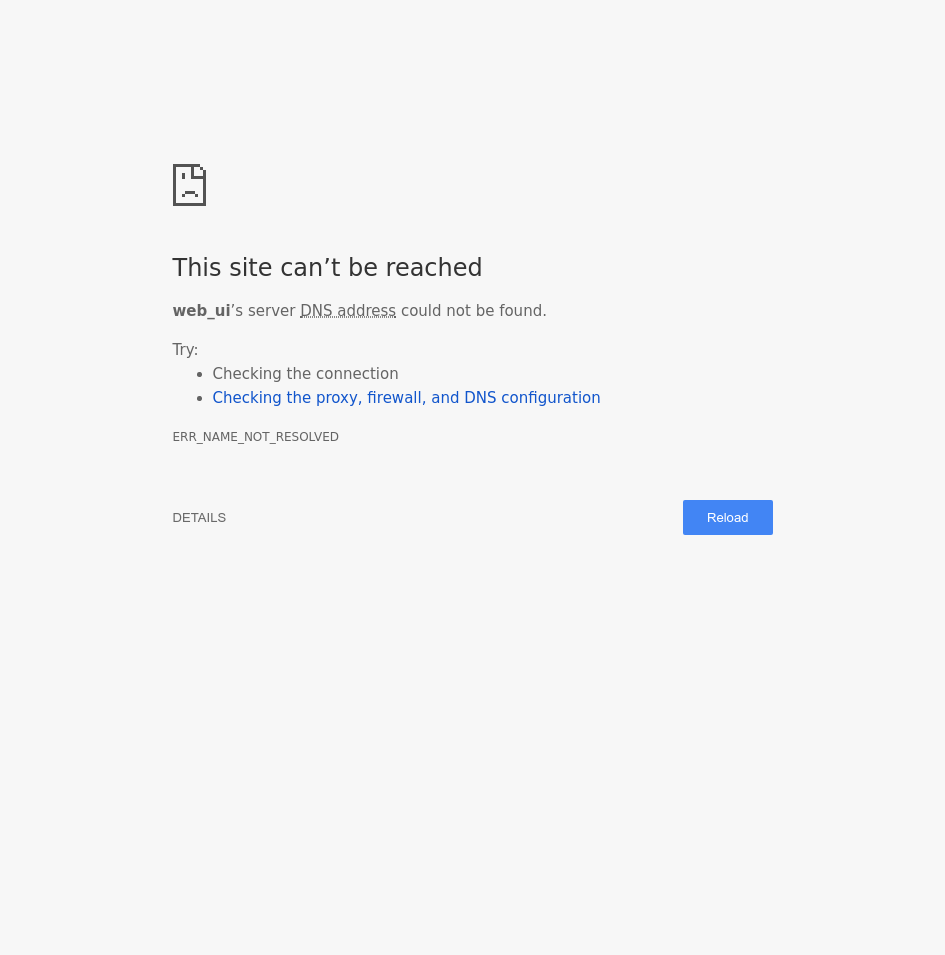 This site can’t be reached
web_ui’s server DNS address could not be found.
Try:
Checking the connection
Checking the proxy, firewall, and DNS configuration
ERR_NAME_NOT_RESOLVED
DETAILS
Reload